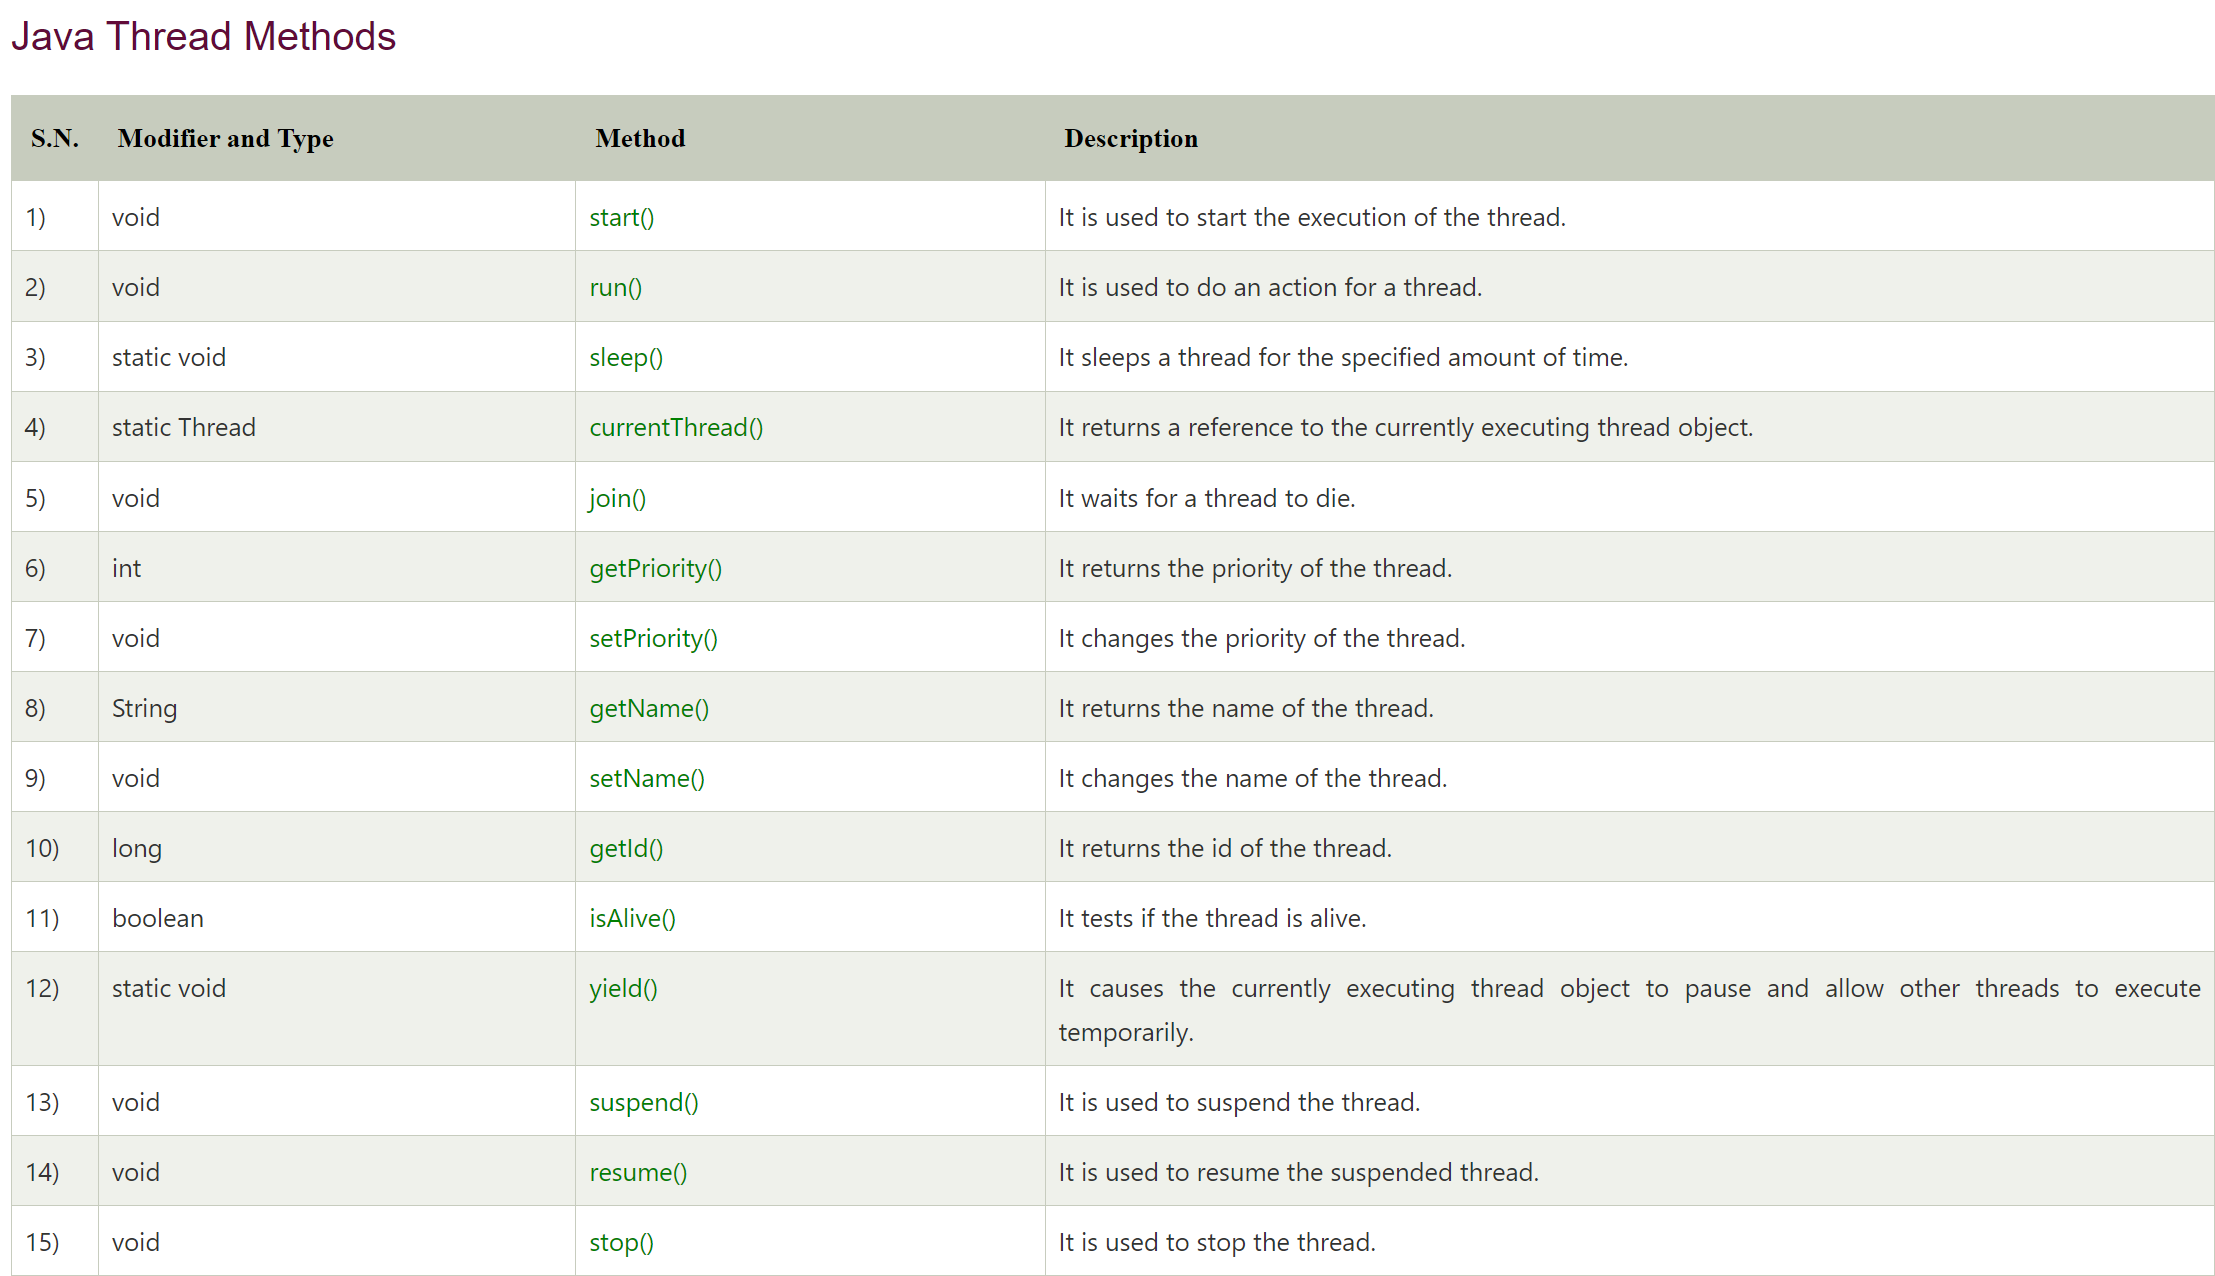 Java Thread Methods
S.N. Modifier and Type Method Description
1) void start() It is used to start the execution of the thread.
2) void run() It is used to do an action for a thread.
3) static void sleep() It sleeps a thread for the specified amount of time.
4) static Thread currentThread() It returns a reference to the currently executing thread object.
5) void join() It waits for a thread to die.
6) int getPriority() It returns the priority of the thread.
7) void setPriority() It changes the priority of the thread.
8) String getName() It returns the name of the thread.
9) void setName() It changes the name of the thread.
10) long getId() It returns the id of the thread.
11) boolean isAlive() It tests if the thread is alive.
12) static void yield() It causes the currently executing thread object to pause and allow other threads to execute
temporarily.
13) void suspend() It is used to suspend the thread.
14) void resume() It is used to resume the suspended thread.
15) void stop() It is used to stop the thread.